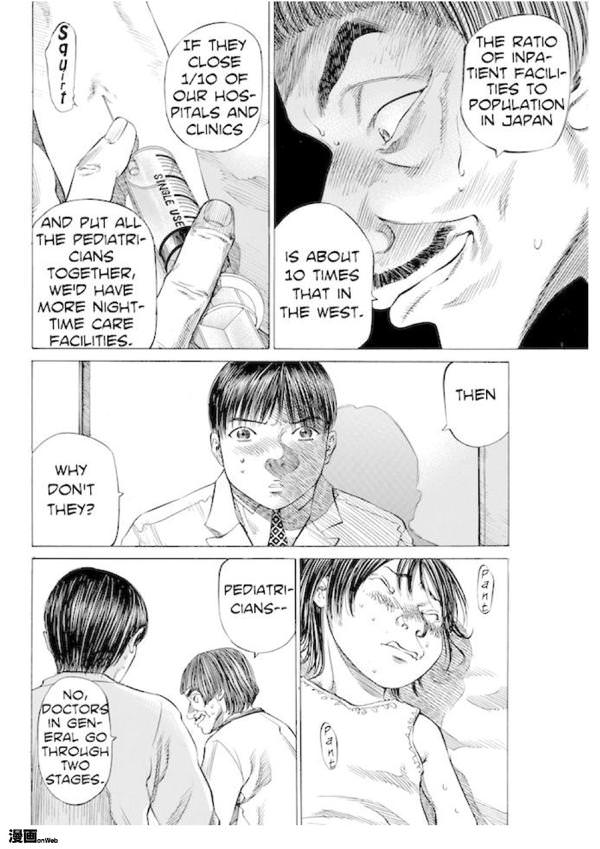 THE RATIO
OF INPA-
TIENT FACILI-
TIES TO
POPULATION
IN JAPAN
IS ABOUT
10 TIMES
THAT IN
THE WEST.
IF THEY
CLOSE
1/10 OF
OUR HOS-
PITALS AND
CLINICS
Squirt
SINGLE USE
AND PUT ALL
THE PEDIATRI-
CIANS
TOGETHER,
WE'D HAVE
MORE NIGHT-
TIME CARE
FACILITIES.
THEN
WHY
DON'T
THEY?
Pant
Pant
PEDIATRI-
CIANS--
NO,
DOCTORS
IN GEN-
ERAL GO
THROUGH
TWO
STAGES.
漫画onWeb